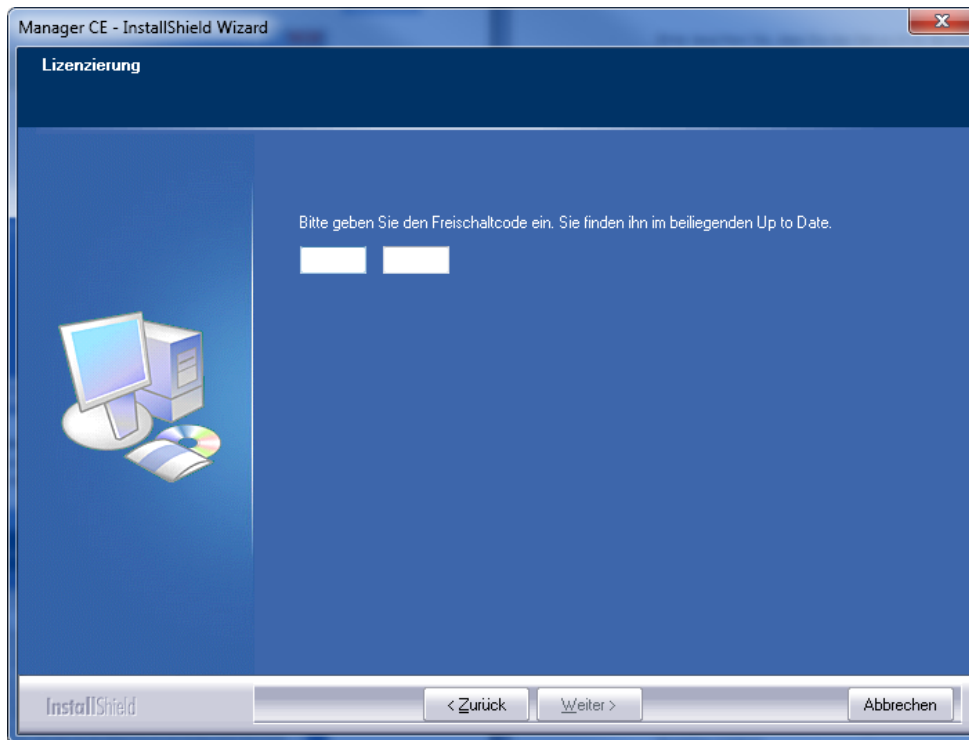 Manager CE - InstallShield Wizard
Lizenzierung
Bitte geben Sie den Freischaltcode ein. Sie finden ihn im beiliegenden Up to Date.
InstallShield
< Zurück
Weiter >
Abbrechen